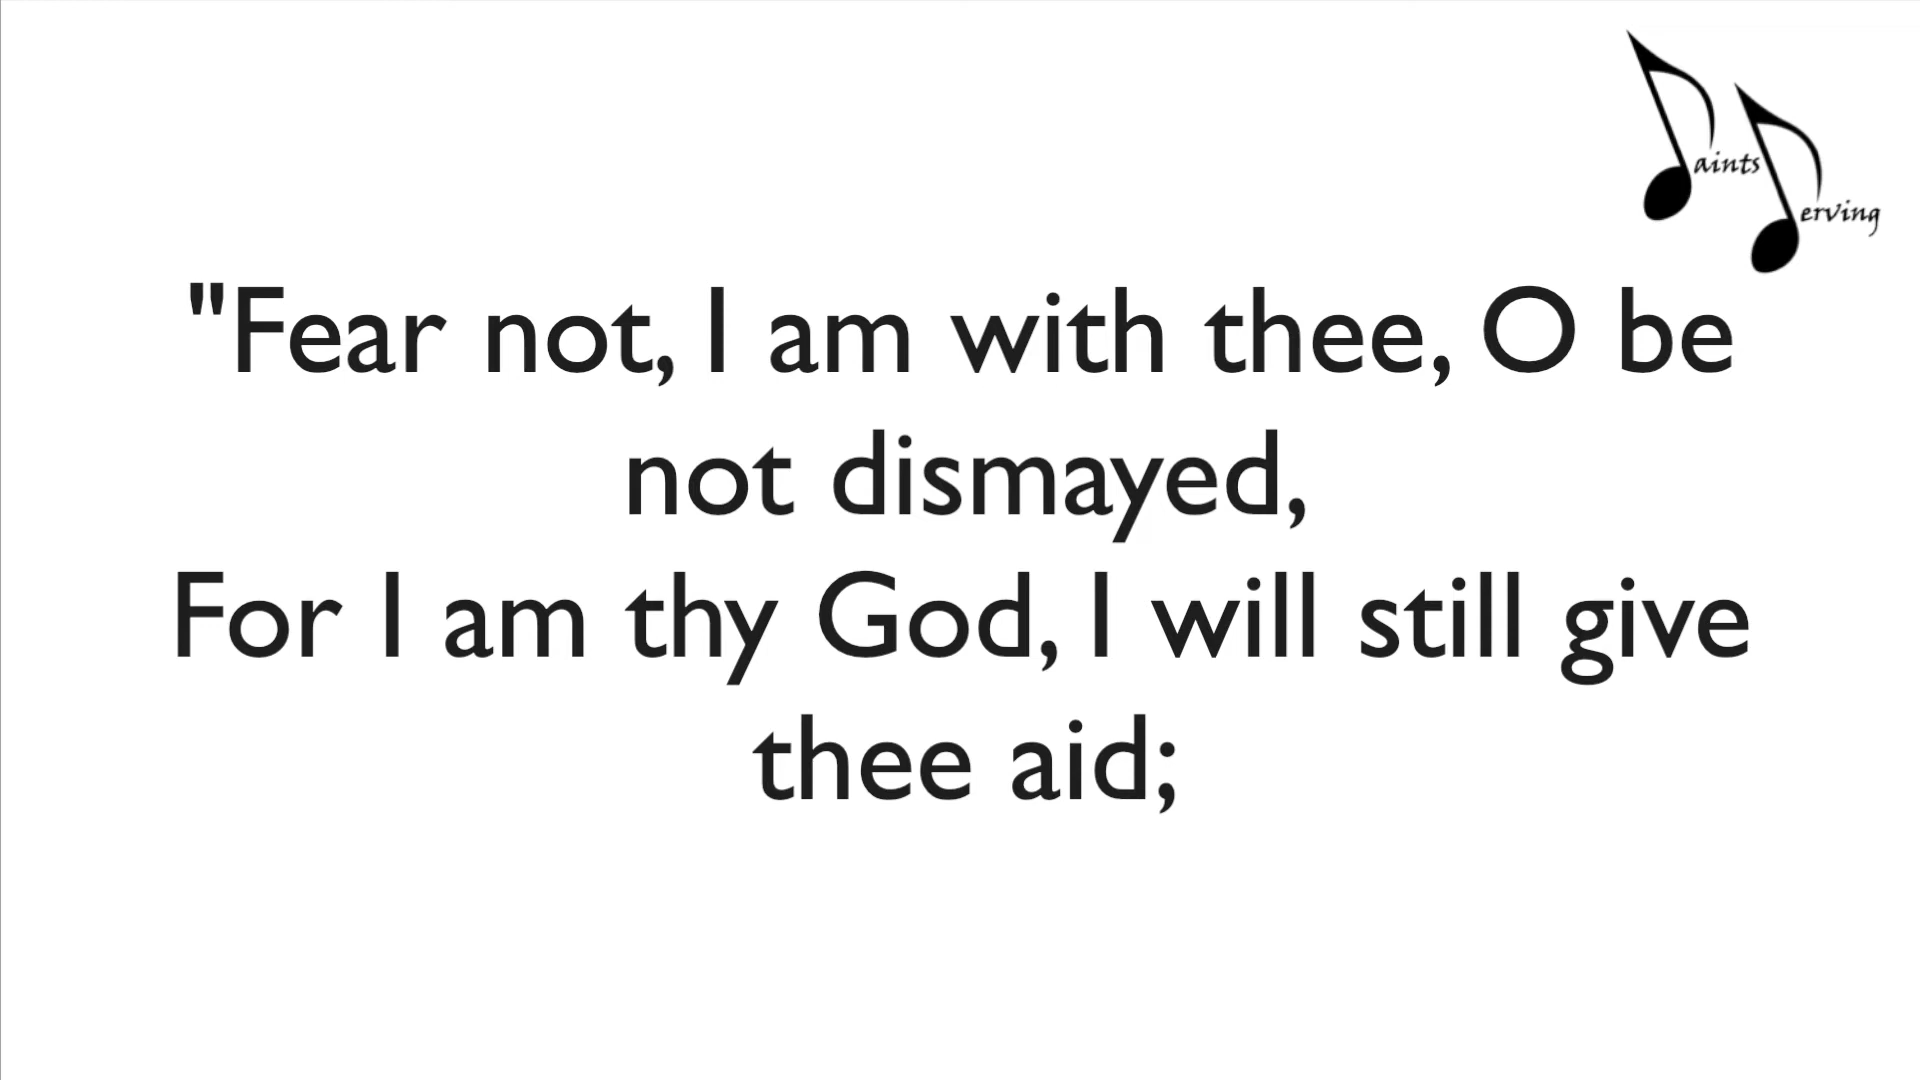 aints
erving
"Fear not, I am with thee, O be
not dismayed,
For I am thy God, I will still give
thee aid;